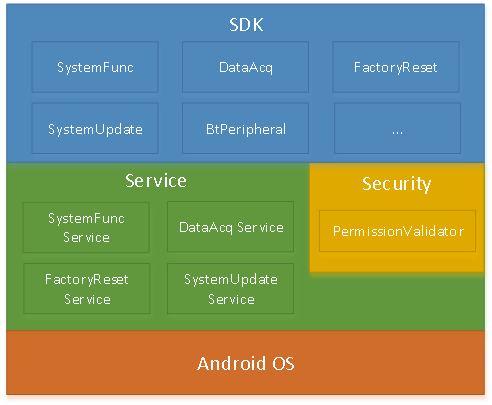 SDK
SystemFunc
DataAcq
FactoryReset
SystemUpdate
BtPeripheral
...
Service
Security
SystemFunc
Service
DataAcq Service
PermissionValidator
FactoryReset
Service
SystemUpdate
Service
Android OS